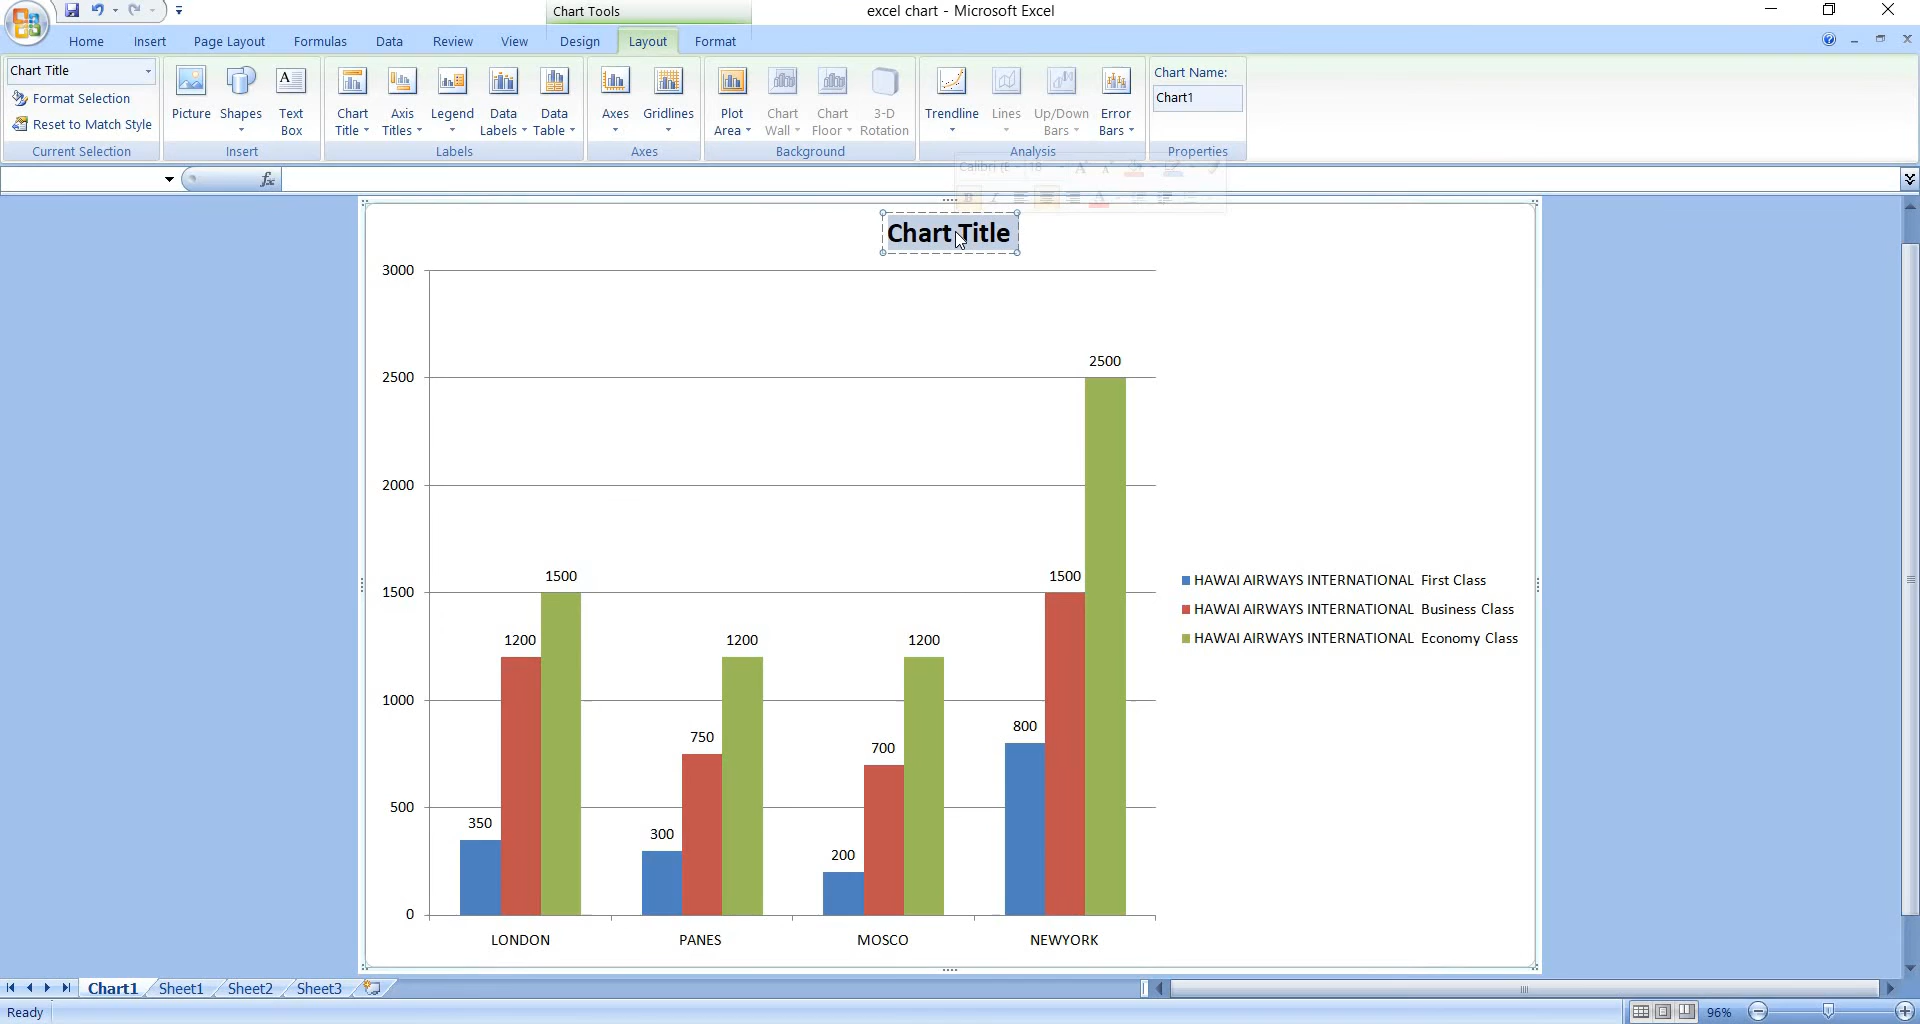 Chart Tools
excel chart - Microsoft Excel
Home Insert Page Layout Formulas Data Review View Design Layout Format
Chart Title
Format Selection
Reset to Match Style
Current Selection
Picture Shapes Text Box
Insert
Chart Title Axis Titles Legend Data Labels Data Table
Labels
Axes Gridlines
Axes
Plot Area Chart Wall Chart Floor 3-D Rotation
Background
Trendline Lines Up/Down Bars Error Bars
Analysis
Chart Name:
Chart1
Properties
fx
Chart Title
3000
2500
2000
1500
1000
500
0
350 1200 1500
300 750 1200
200 700 1200
800 1500 2500
LONDON PANES MOSCO NEWYORK
HAWAI AIRWAYS INTERNATIONAL First Class
HAWAI AIRWAYS INTERNATIONAL Business Class
HAWAI AIRWAYS INTERNATIONAL Economy Class
Chart1 Sheet1 Sheet2 Sheet3
Ready
96%